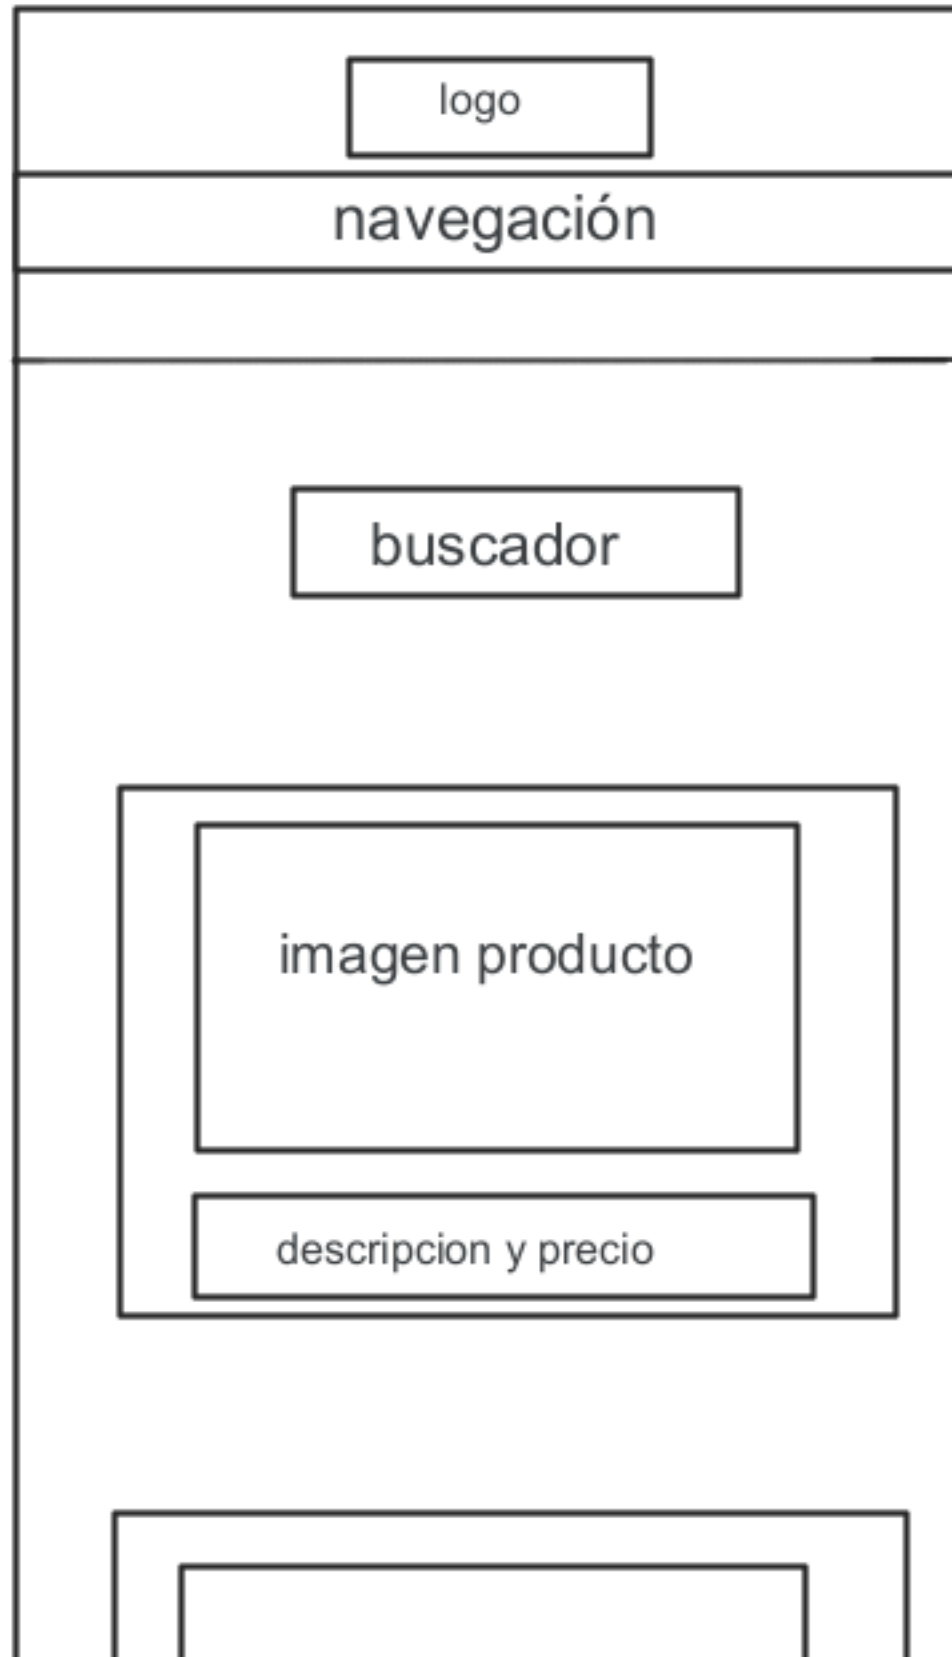 logo
navegación
buscador
imagen producto
descripcion y precio